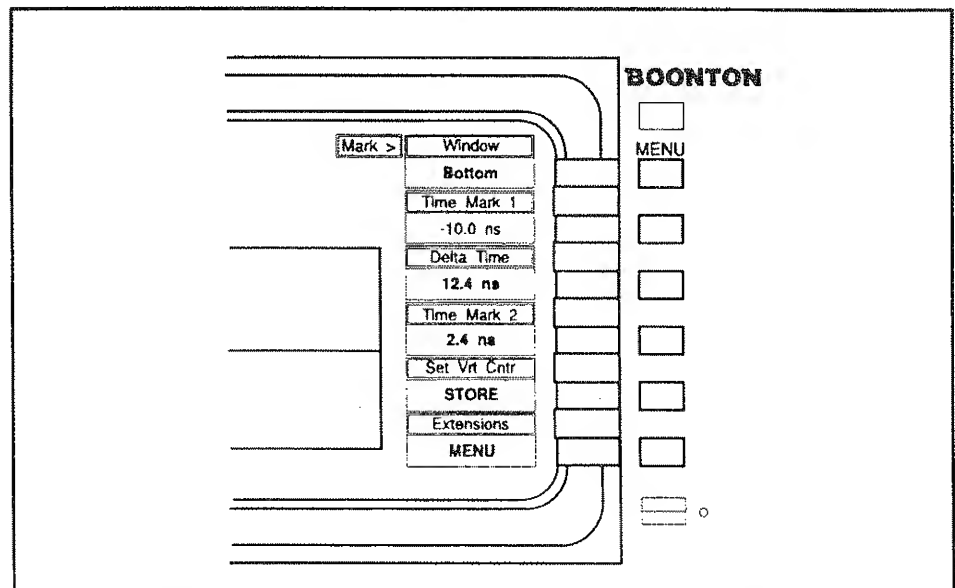 BOONTON
MENU
Mark >
Window
Bottom
Time Mark 1
-10.0 ns
Delta Time
12.4 ns
Time Mark 2
2.4 ns
Set Vrt Cntr
STORE
Extensions
MENU